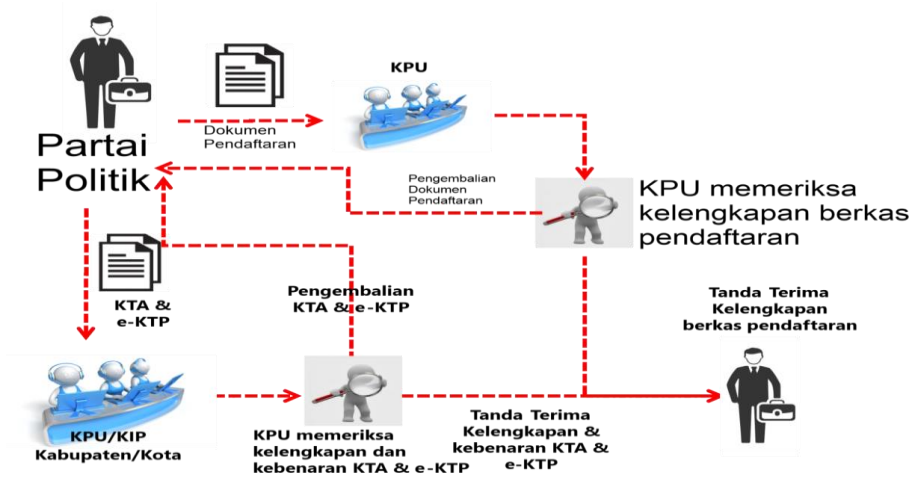 KPU
Dokumen
Pendaftaran
Partai
Politik
Pengembalian
Dokumen
Pendaftaran
KPU memeriksa
kelengkapan berkas
pendaftaran
KTA &
e-KTP
Pengembalian
KTA & e-KTP
Tanda Terima
Kelengkapan
berkas pendaftaran
KPU/KIP
Kabupaten/Kota
KPU memeriksa
kelengkapan dan
kebenaran KTA & e-KTP
Tanda Terima
Kelengkapan &
kebenaran KTA &
e-KTP